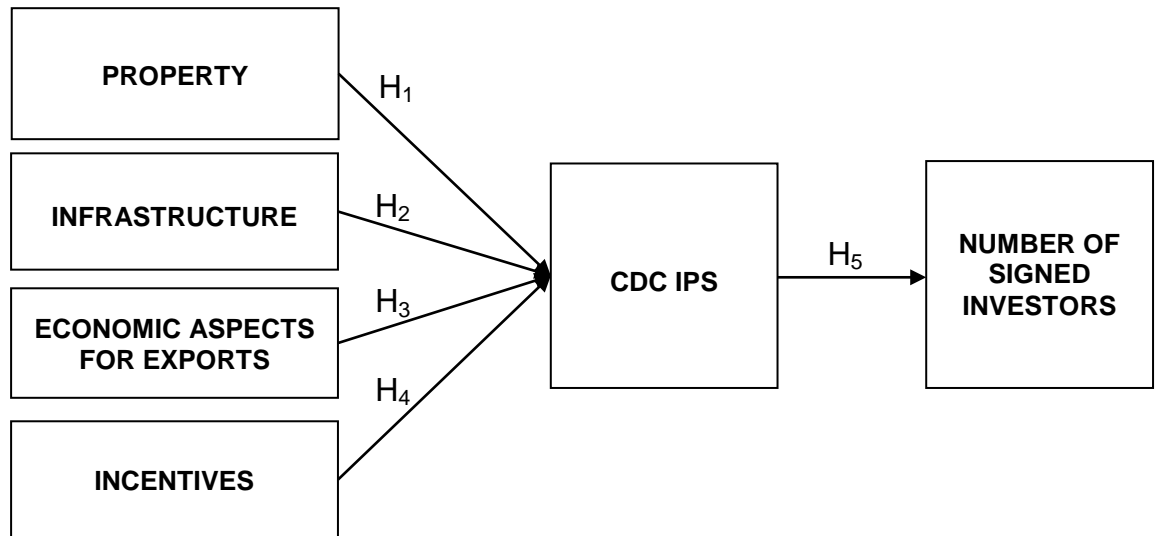 PROPERTY
H₁
INFRASTRUCTURE
H₂
ECONOMIC ASPECTS
FOR EXPORTS
H₃
INCENTIVES
H₄
CDC IPS
H₅
NUMBER OF
SIGNED
INVESTORS